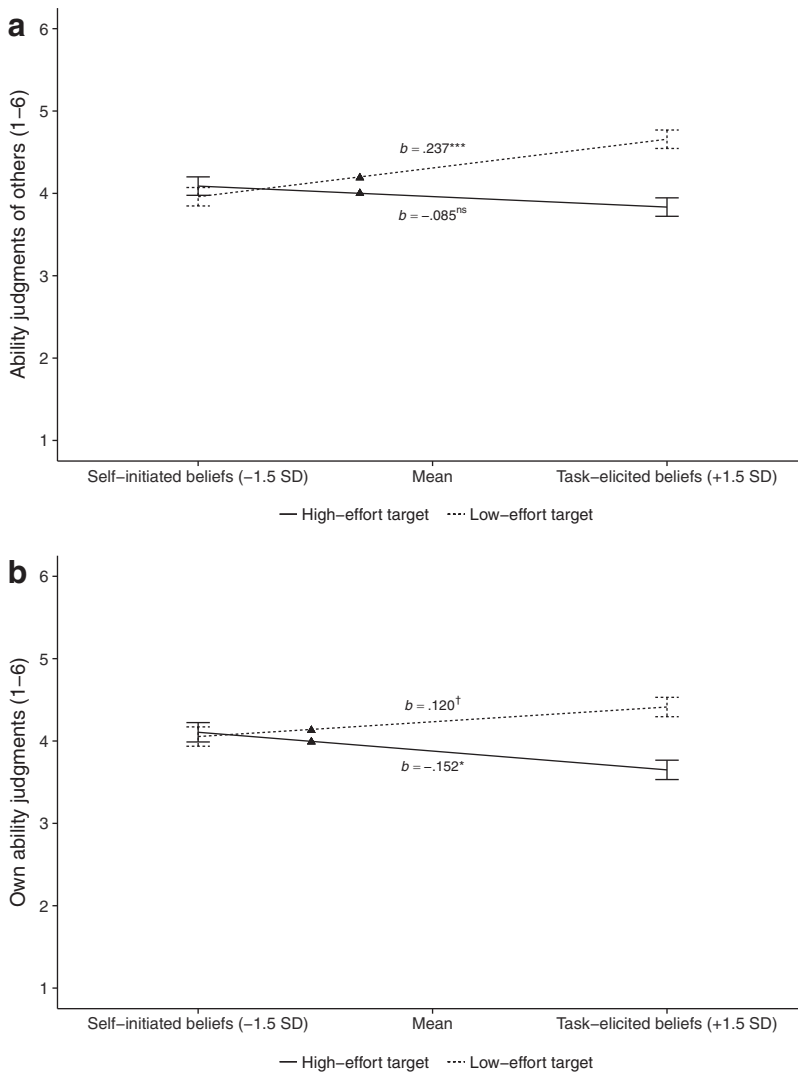 a
Ability judgments of others (1–6)
6
5
4
3
2
1
b = .237***
b = –.085ns
Self–initiated beliefs (–1.5 SD) Mean Task–elicited beliefs (+1.5 SD)
High–effort target Low–effort target
b
Own ability judgments (1–6)
6
5
4
3
2
1
b = .120†
b = –.152*
Self–initiated beliefs (–1.5 SD) Mean Task–elicited beliefs (+1.5 SD)
High–effort target Low–effort target